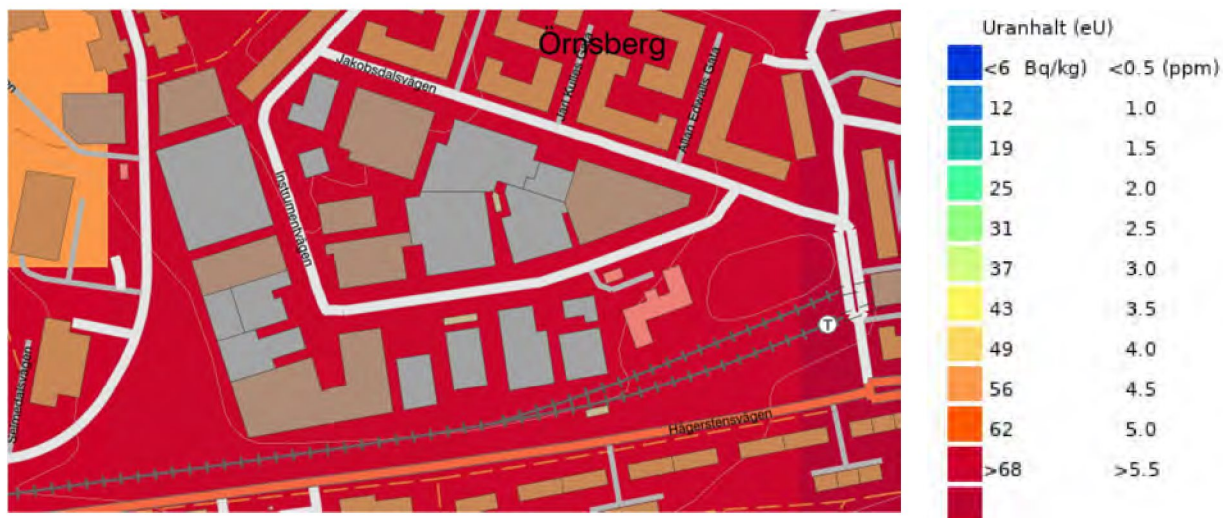 Örnsberg
Jakobsdalsvägen
Instrumentvägen
Hägerstensvägen
T
Uranhalt (eU)
<6 Bq/kg) <0.5 (ppm)
12 1.0
19 1.5
25 2.0
31 2.5
37 3.0
43 3.5
49 4.0
56 4.5
62 5.0
>68 >5.5